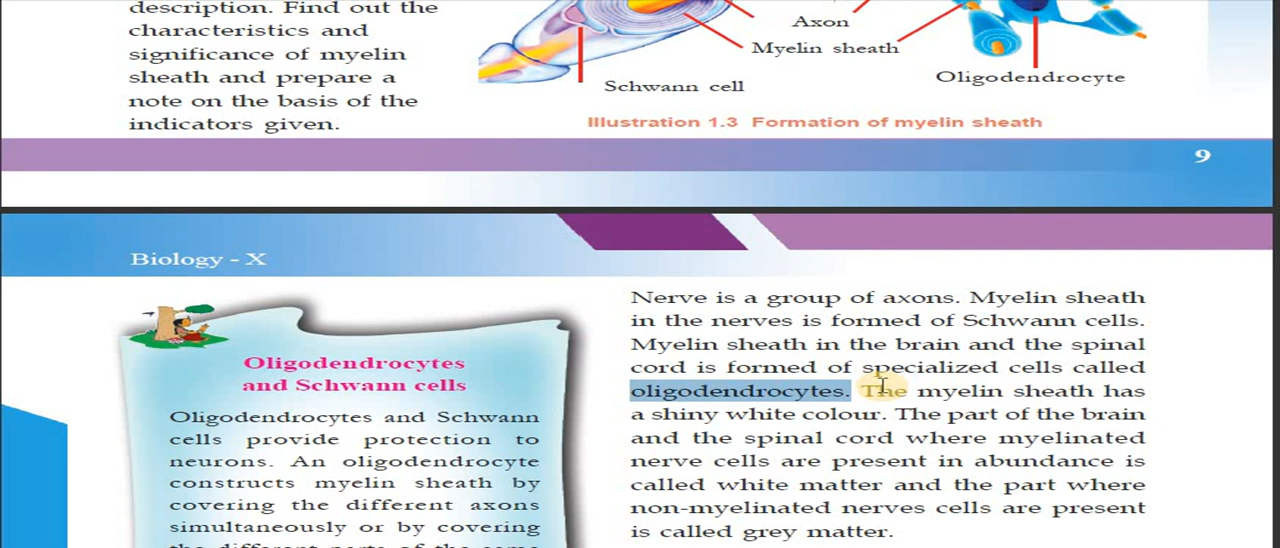 description. Find out the
characteristics and
significance of myelin
sheath and prepare a
note on the basis of the
indicators given.
Axon
Myelin sheath
Schwann cell
Oligodendrocyte
Illustration 1.3 Formation of myelin sheath
9
Biology - X
Oligodendrocytes
and Schwann cells
Oligodendrocytes and Schwann
cells provide protection to
neurons. An oligodendrocyte
constructs myelin sheath by
covering the different axons
simultaneously or by covering
the different parts of the same
Nerve is a group of axons. Myelin sheath
in the nerves is formed of Schwann cells.
Myelin sheath in the brain and the spinal
cord is formed of specialized cells called
oligodendrocytes. The myelin sheath has
a shiny white colour. The part of the brain
and the spinal cord where myelinated
nerve cells are present in abundance is
called white matter and the part where
non-myelinated nerves cells are present
is called grey matter.